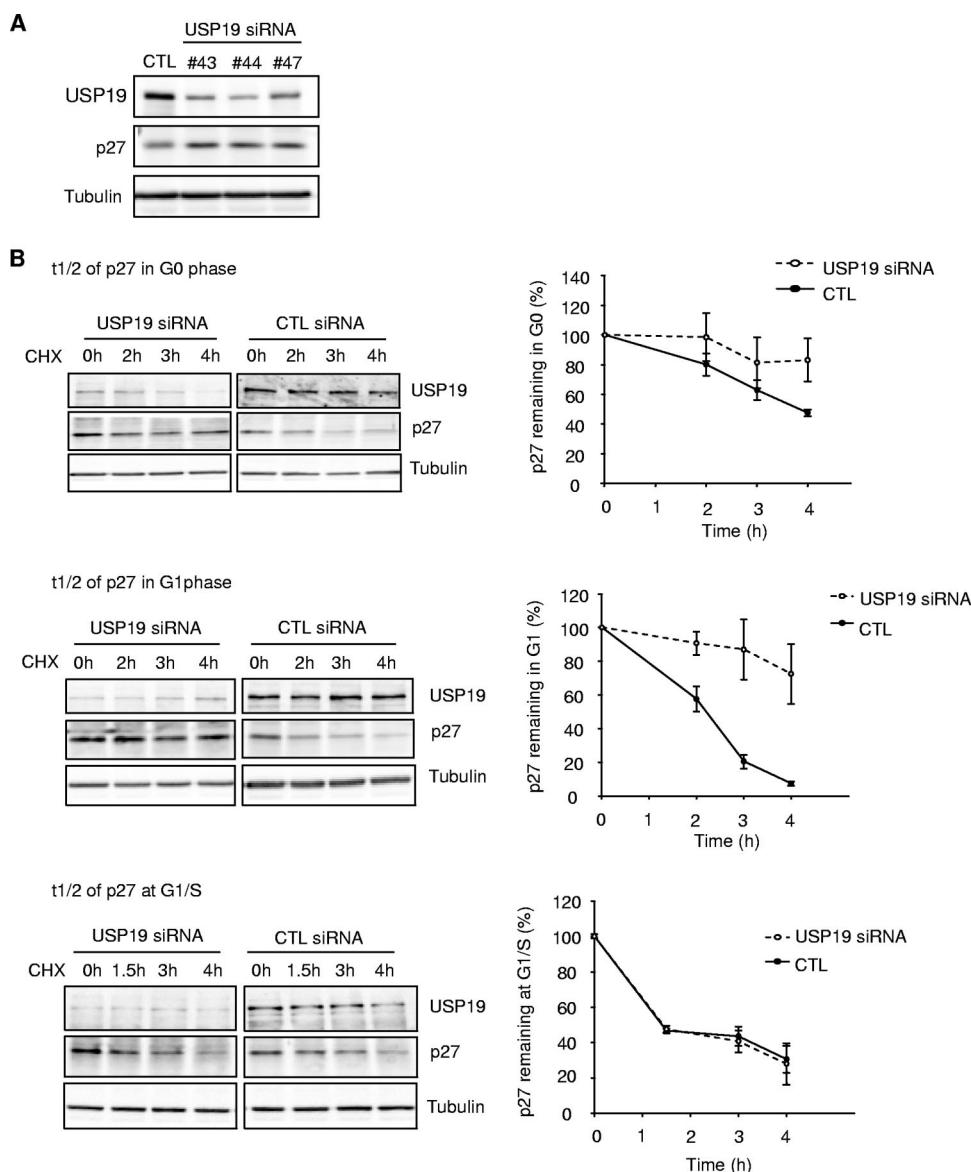 A
USP19 siRNA
CTL #43 #44 #47
USP19
p27
Tubulin
B
t1/2 of p27 in G0 phase
USP19 siRNA CTL siRNA
CHX 0h 2h 3h 4h 0h 2h 3h 4h
USP19
p27
Tubulin
USP19 siRNA
CTL
p27 remaining in G0 (%)
140
120
100
80
60
40
20
0
0 1 2 3 4
Time (h)
t1/2 of p27 in G1phase
USP19 siRNA CTL siRNA
CHX 0h 2h 3h 4h 0h 2h 3h 4h
USP19
p27
Tubulin
USP19 siRNA
CTL
p27 remaining in G1 (%)
120
100
80
60
40
20
0
0 1 2 3 4
Time (h)
t1/2 of p27 at G1/S
USP19 siRNA CTL siRNA
CHX 0h 1.5h 3h 4h 0h 1.5h 3h 4h
USP19
p27
Tubulin
USP19 siRNA
CTL
p27 remaining at G1/S (%)
120
100
80
60
40
20
0
0 1 2 3 4
Time (h)